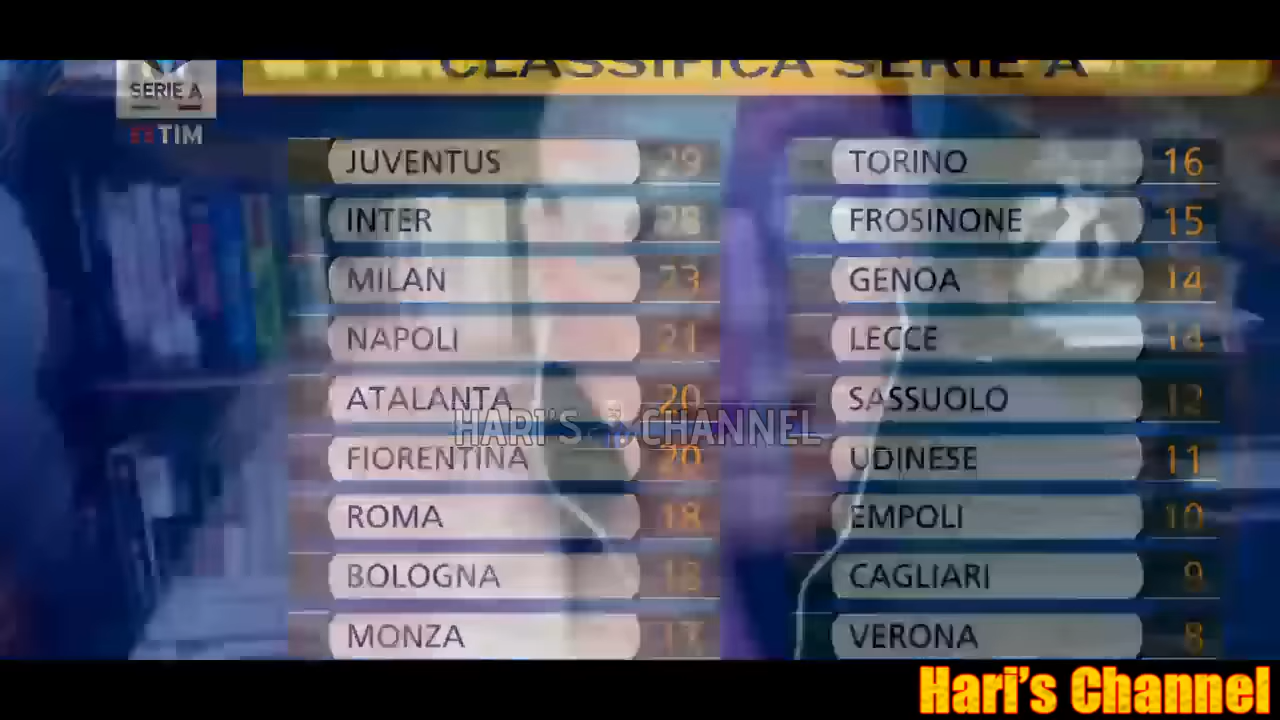 CLASSIFICA SERIE A
SERIE A
TIM
JUVENTUS 29
INTER 28
MILAN 23
NAPOLI 21
ATALANTA 20
FIORENTINA 20
ROMA 18
BOLOGNA 18
MONZA 17
TORINO 16
FROSINONE 15
GENOA 14
LECCE 14
SASSUOLO 12
UDINESE 11
EMPOLI 10
CAGLIARI 9
VERONA 8
HARI'S CHANNEL
Hari's Channel